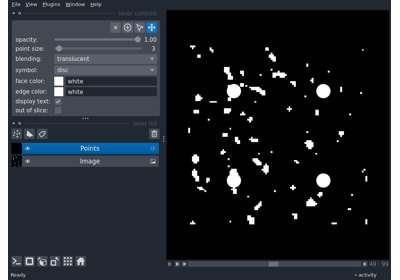 File View Plugins Window Help
layer controls
opacity: 1.00
point size: 3
blending: translucent
symbol: disc
face color: white
edge color: white
display text:
out of slice:
layer list
Points
Image
49 99
Ready activity